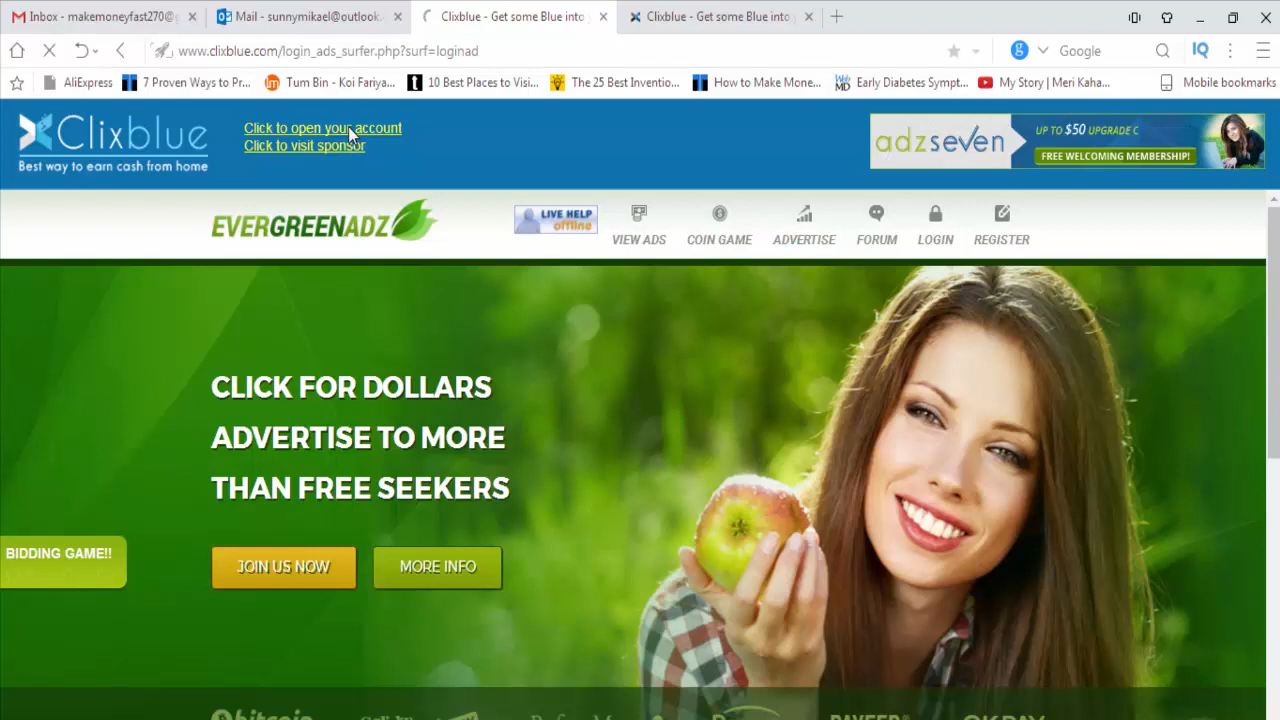 Inbox - makemoneyfast270@g
Mail - sunnymikael@outlook.
Clixblue - Get some Blue into
Clixblue - Get some Blue into
www.clixblue.com/login_ads_surfer.php?surf=loginad
Google
IQ
AliExpress
7 Proven Ways to Pr...
Tum Bin - Koi Fariya...
10 Best Places to Visi...
The 25 Best Inventio...
How to Make Mone...
Early Diabetes Sympt...
My Story | Meri Kaha...
Mobile bookmarks
Clixblue
Best way to earn cash from home
Click to open your account
Click to visit sponsor
adzseven
UP TO $50 UPGRADE C
FREE WELCOMING MEMBERSHIP!
EVERGREENADZ
LIVE HELP
offline
VIEW ADS
COIN GAME
ADVERTISE
FORUM
LOGIN
REGISTER
CLICK FOR DOLLARS
ADVERTISE TO MORE
THAN FREE SEEKERS
BIDDING GAME!!
JOIN US NOW
MORE INFO
bitcoin
PAYEER
OKPAY